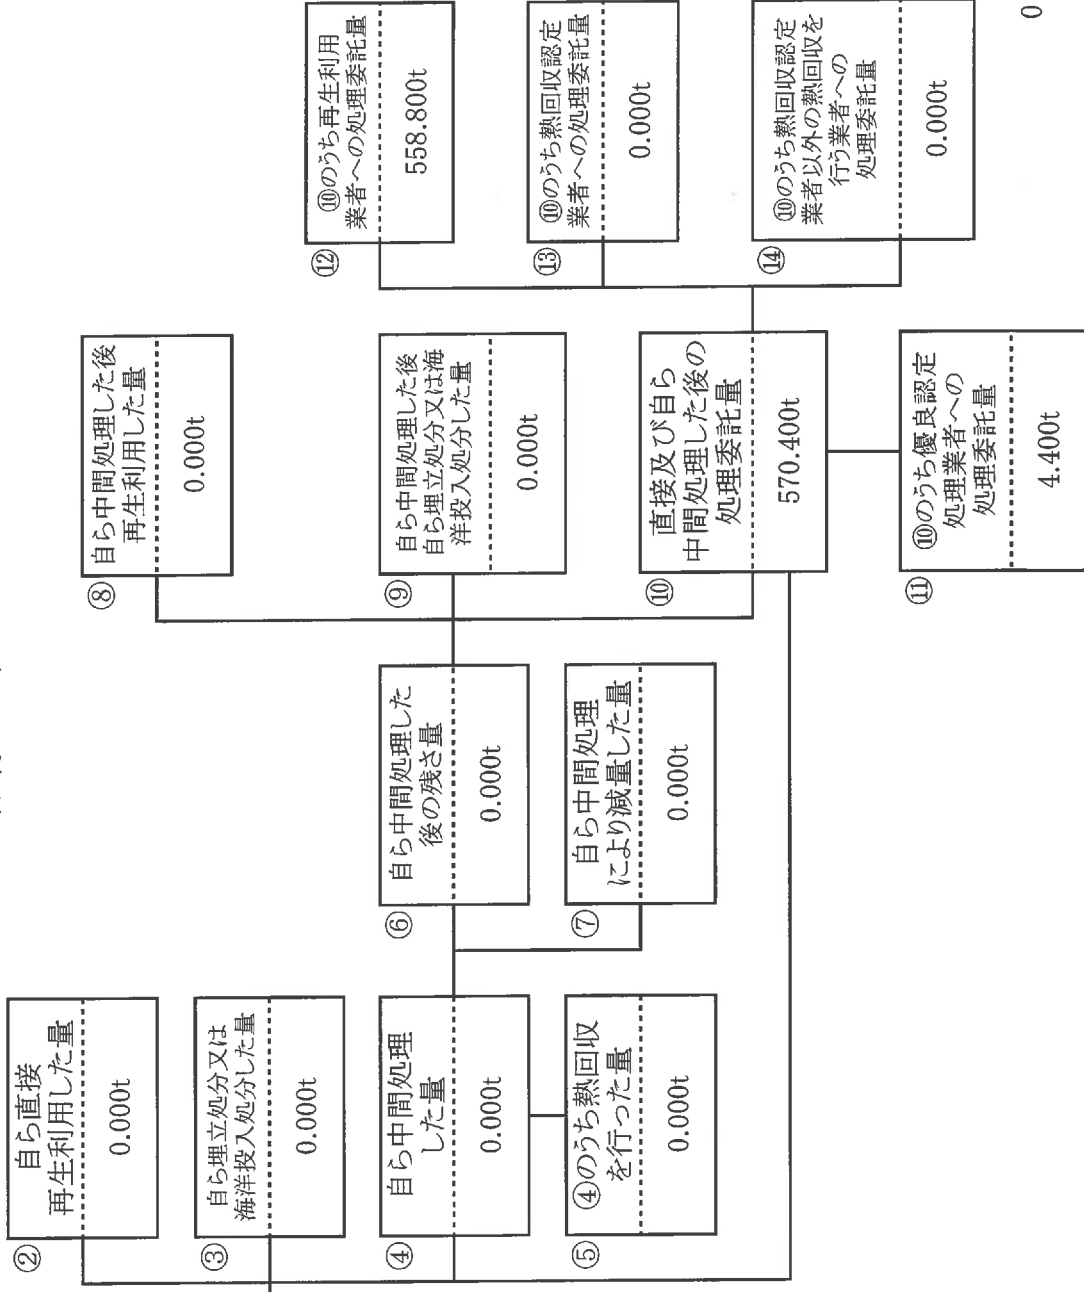 ②
自ら直接
再生利用した量
0.000t
③
自ら埋立処分又は
海洋投入処分した量
0.000t
④
自ら中間処理
した量
0.000t
⑤
④のうち熱回収
を行った量
0.000t
⑥
自ら中間処理した
後の残さ量
0.000t
⑦
自ら中間処理
により減量した量
0.000t
⑧
自ら中間処理した後
再生利用した量
0.000t
⑨
自ら中間処理した後
自ら埋立処分又は海
洋投入処分した量
0.000t
⑩
直接及び自ら
中間処理した後の
処理委託量
570.400t
⑪
⑩のうち優良認定
処理業者への
処理委託量
4.400t
⑫
⑩のうち再生利用
業者への処理委託量
558.800t
⑬
⑩のうち熱回収認定
業者への処理委託量
0.000t
⑭
⑩のうち熱回収認定
業者以外の熱回収を
行う業者への
処理委託量
0.000t
0